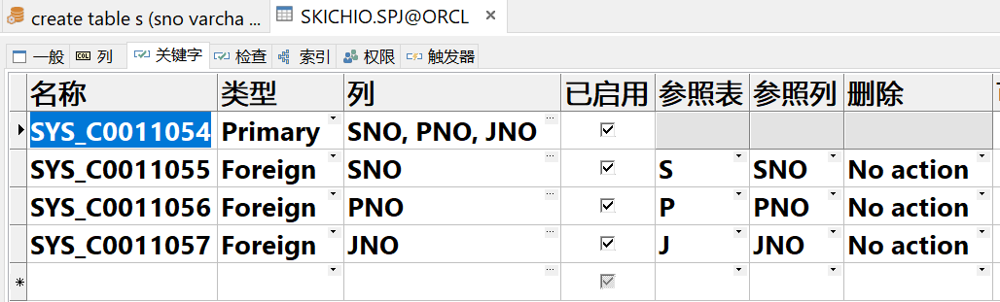 create table s (sno varcha ... SKICHIO.SPJ@ORCL
一般 COL 列 关键字 检查 索引 权限 触发器
名称 类型 列 已启用 参照表 参照列 删除
SYS_C0011054 Primary SNO, PNO, JNO
SYS_C0011055 Foreign SNO S SNO No action
SYS_C0011056 Foreign PNO P PNO No action
SYS_C0011057 Foreign JNO J JNO No action